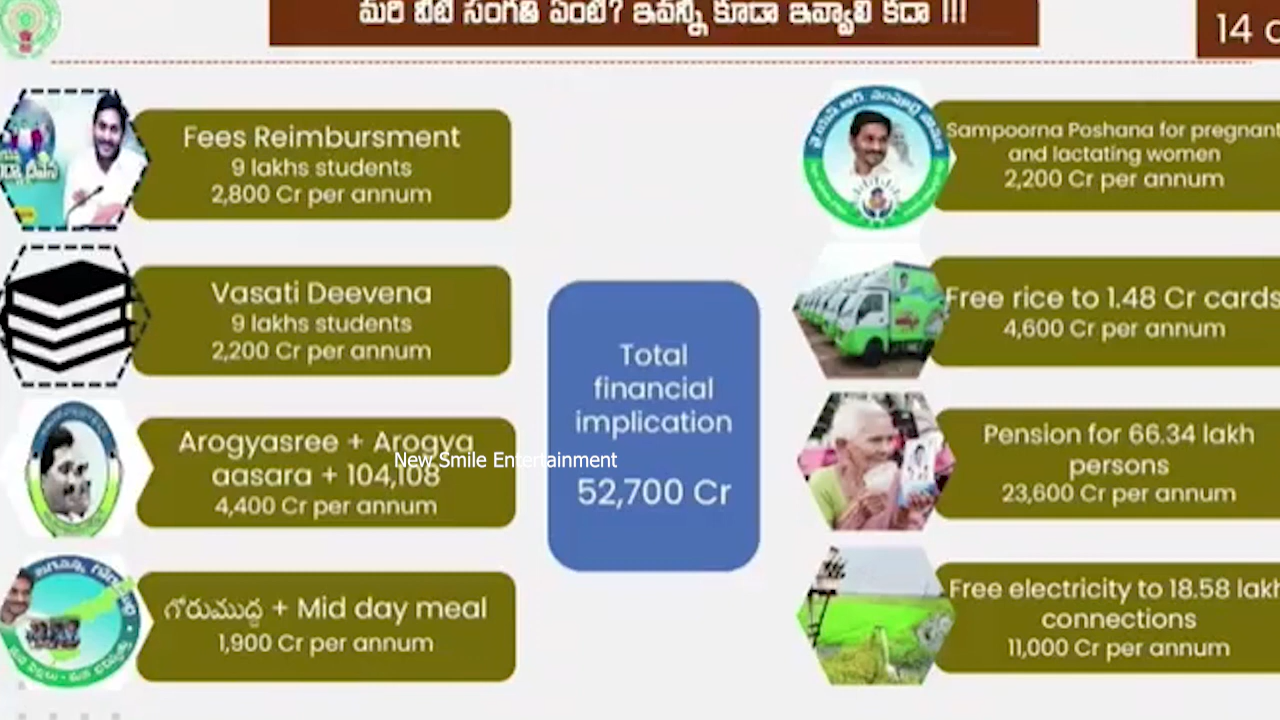 మరి వీటి సంగతి ఏంటి? ఇవన్నీ కూడా ఇవ్వాలి కదా !!!
14 c
Fees Reimbursment
9 lakhs students
2,800 Cr per annum
Vasati Deevena
9 lakhs students
2,200 Cr per annum
Arogyasree + Arogya
aasara + 104,108
4,400 Cr per annum
గోరుముద్ద + Mid day meal
1,900 Cr per annum
Total
financial
implication
52,700 Cr
New Smile Entertainment
Sampoorna Poshana for pregnant
and lactating women
2,200 Cr per annum
Free rice to 1.48 Cr cards
4,600 Cr per annum
Pension for 66.34 lakh
persons
23,600 Cr per annum
Free electricity to 18.58 lakh
connections
11,000 Cr per annum